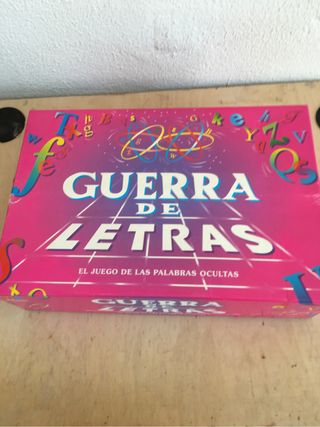 GUERRA
DE
LETRAS
EL JUEGO DE LAS PALABRAS OCULTAS
GUERRA
DE
LETRAS